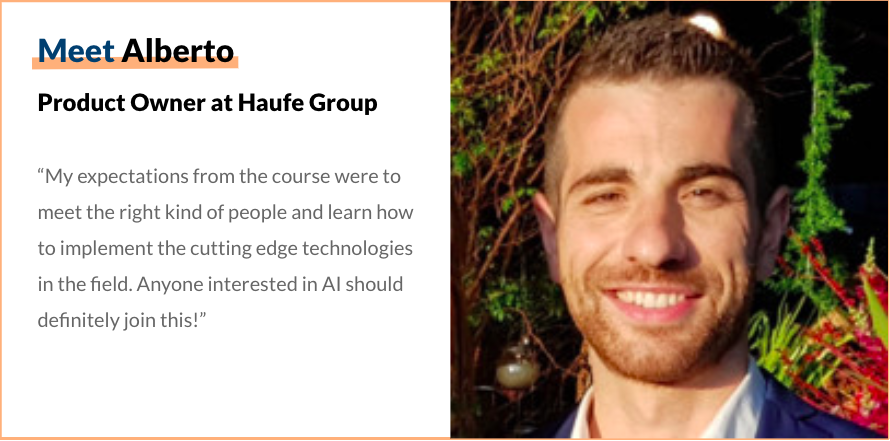 Meet Alberto
Product Owner at Haufe Group
“My expectations from the course were to
meet the right kind of people and learn how
to implement the cutting edge technologies
in the field. Anyone interested in AI should
definitely join this!”